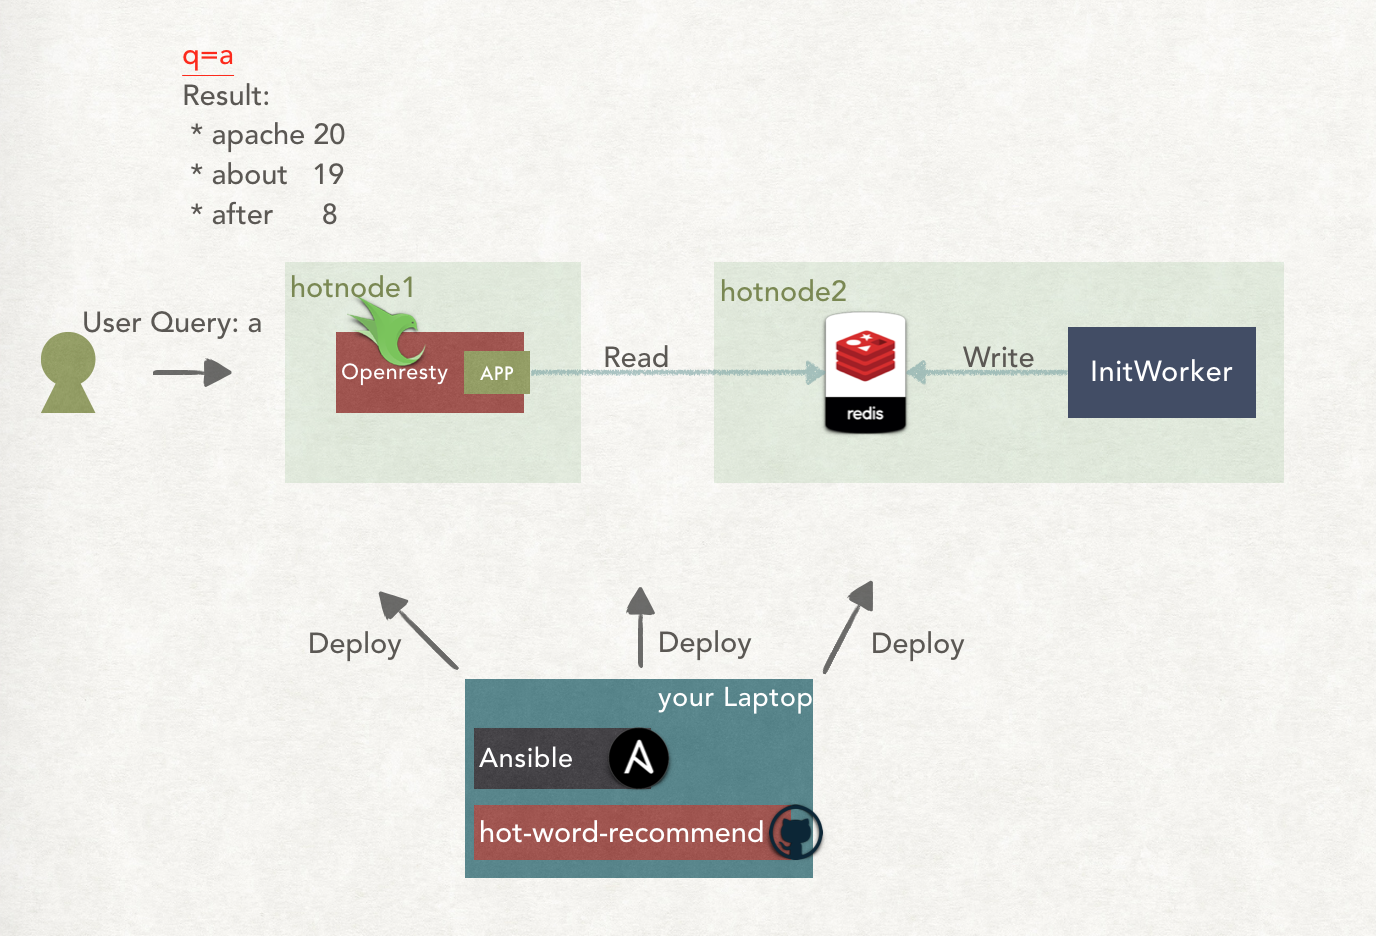 q=a
Result:
* apache 20
* about 19
* after 8
hotnode1
hotnode2
User Query: a
Openresty
APP
Read
redis
Write
InitWorker
Deploy
Deploy
Deploy
your Laptop
Ansible
hot-word-recommend